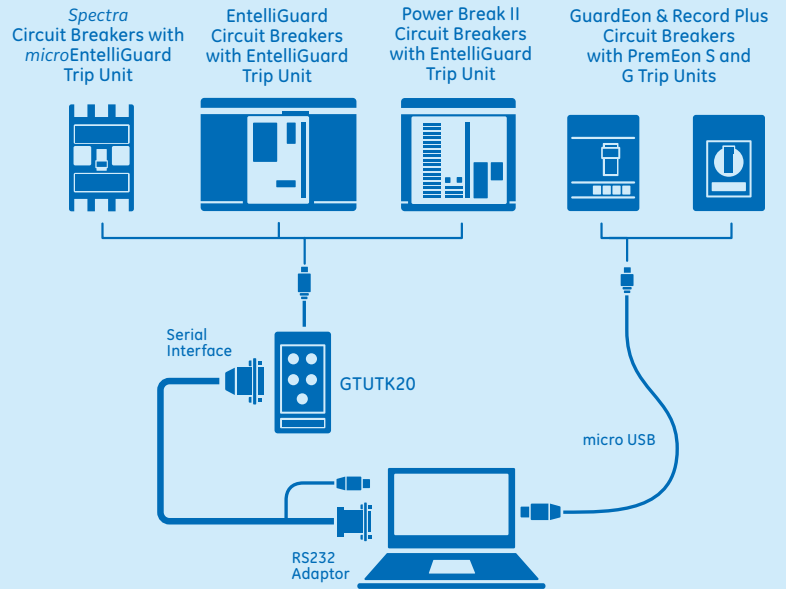 Spectra
Circuit Breakers with
microEntelliGuard
Trip Unit
EntelliGuard
Circuit Breakers
with EntelliGuard
Trip Unit
Power Break II
Circuit Breakers
with EntelliGuard
Trip Unit
GuardEon & Record Plus
Circuit Breakers
with PremEon S and
G Trip Units
Serial
Interface
GTUTK20
micro USB
RS232
Adaptor